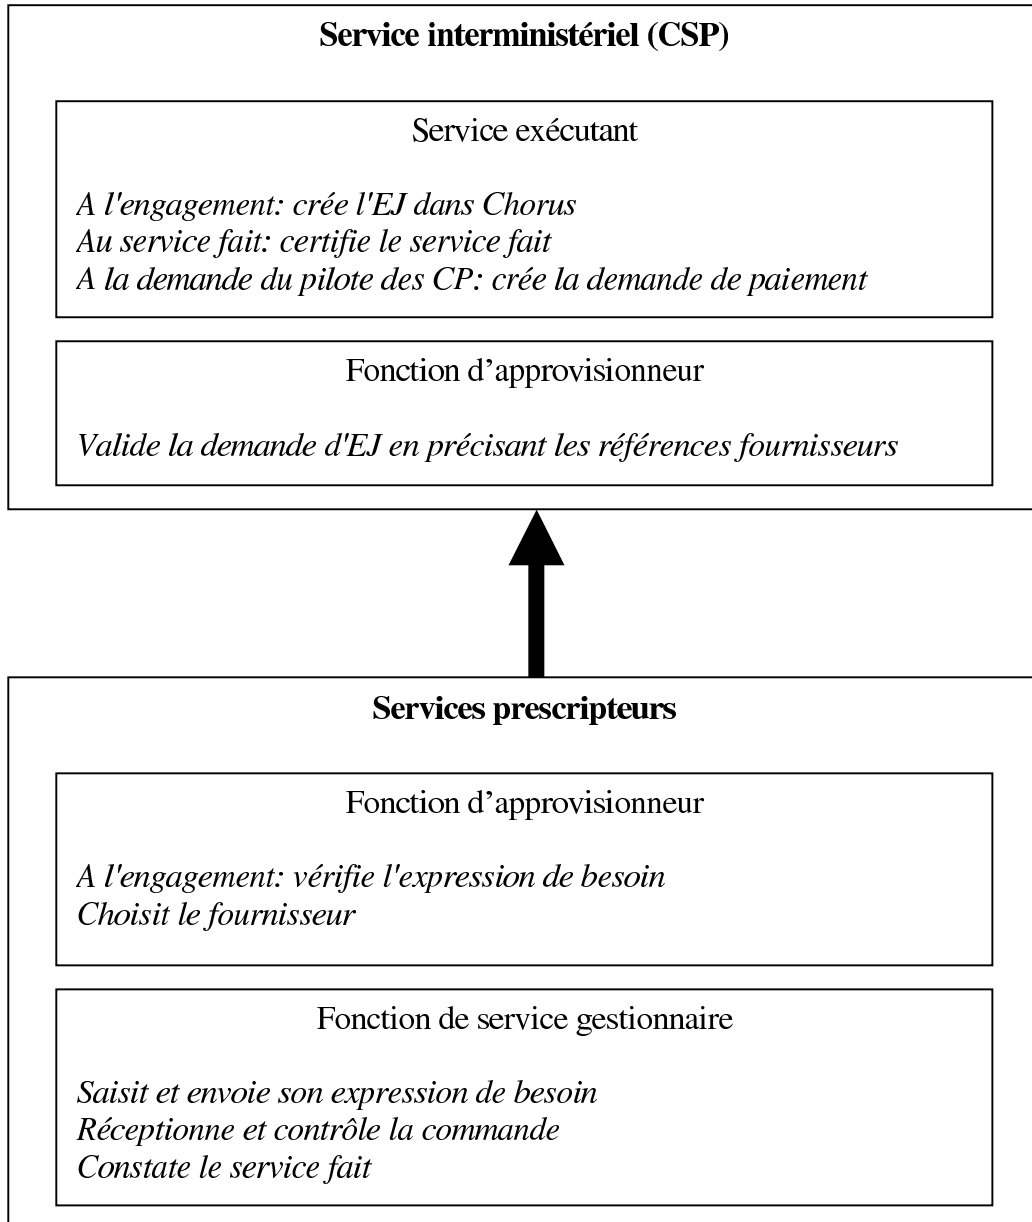 Service interministériel (CSP)
Service exécutant
A l'engagement: crée l'EJ dans Chorus
Au service fait: certifie le service fait
A la demande du pilote des CP: crée la demande de paiement
Fonction d’approvisionneur
Valide la demande d'EJ en précisant les références fournisseurs
Services prescripteurs
Fonction d’approvisionneur
A l'engagement: vérifie l'expression de besoin
Choisit le fournisseur
Fonction de service gestionnaire
Saisit et envoie son expression de besoin
Réceptionne et contrôle la commande
Constate le service fait